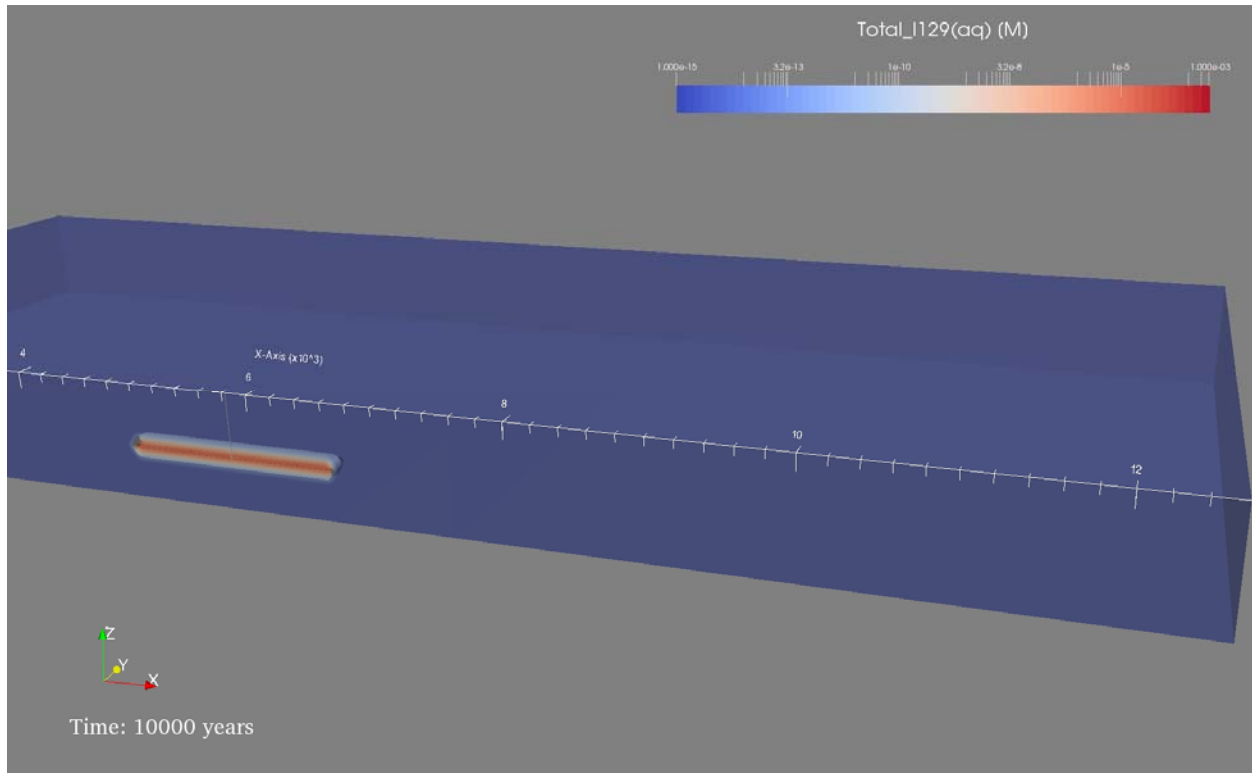 Total_I129(aq) (M)
1.000e-15 3.2e-13 1e-10 3.2e-8 1e-5 1.000e-03
X-Axis (x10^3)
4 6 8 10 12
Z
Y
X
Time: 10000 years